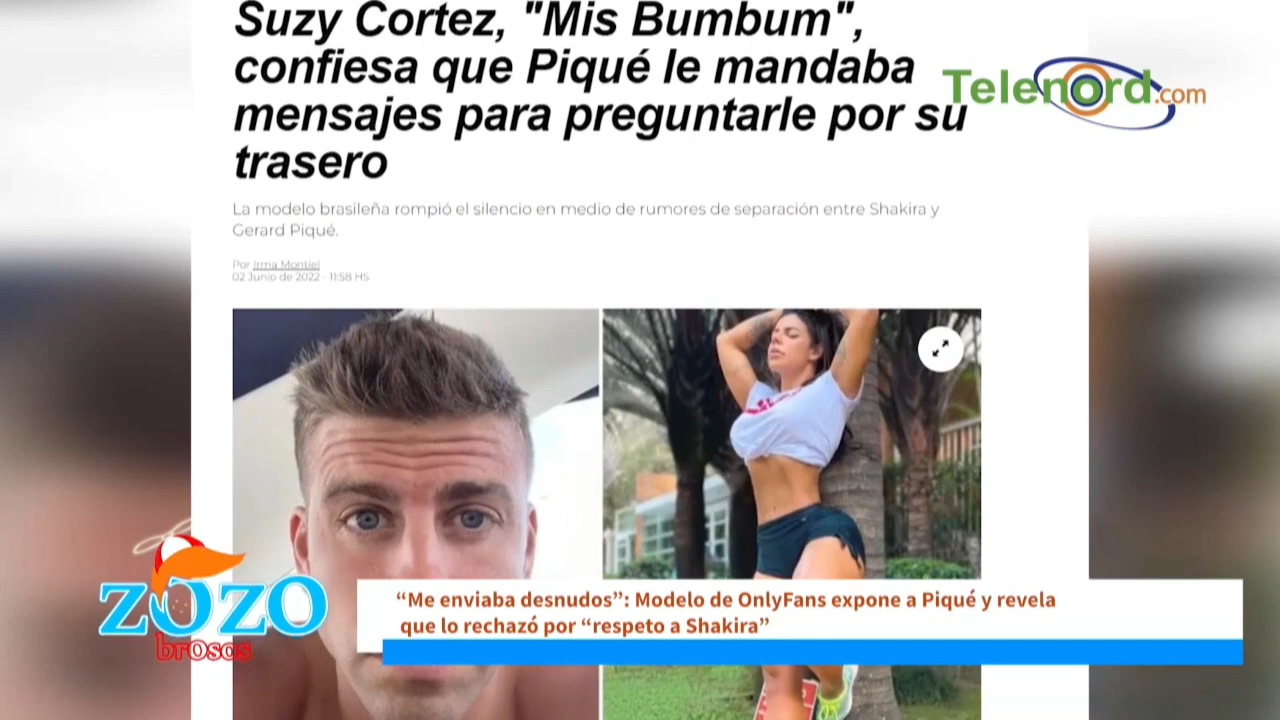 Suzy Cortez, "Mis Bumbum",
confiesa que Piqué le mandaba
mensajes para preguntarle por su
trasero
Telenord.com
La modelo brasileña rompió el silencio en medio de rumores de separación entre Shakira y
Gerard Piqué.
Por Irma Montiel
02 Junio de 2022 - 11:58 HS
zozo
brosos
“Me enviaba desnudos”: Modelo de OnlyFans expone a Piqué y revela
que lo rechazó por “respeto a Shakira”